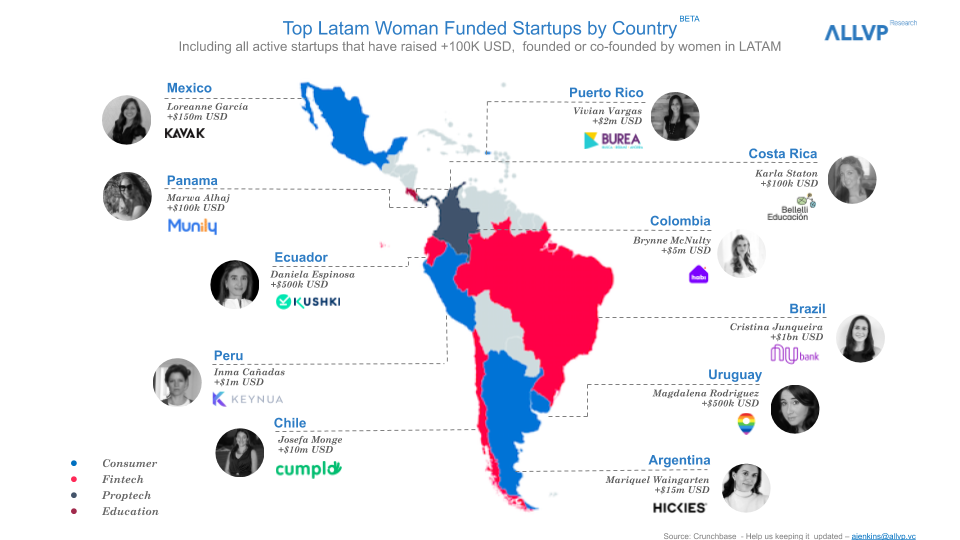 Top Latam Woman Funded Startups by Country BETA
Including all active startups that have raised +100K USD, founded or co-founded by women in LATAM
ALLVP Research
Mexico
Loreanne García
+$150m USD
KAVAK
Panama
Marwa Alhaj
+$100k USD
Munily
Ecuador
Daniela Espinosa
+$500k USD
KUSHKI
Peru
Inma Cañadas
+$1m USD
KEYNUA
Chile
Josefa Monge
+$10m USD
cumplo
Puerto Rico
Vivian Vargas
+$2m USD
BUREA
Costa Rica
Karla Staton
+$100k USD
Bellelli
Educación
Colombia
Brynne McNulty
+$5m USD
habi
Brazil
Cristina Junqueira
+$1bn USD
nu bank
Uruguay
Magdalena Rodriguez
+$500k USD
Argentina
Mariquel Waingarten
+$15m USD
HICKIES
Consumer
Fintech
Proptech
Education
Source: Crunchbase - Help us keeping it updated – ajenkins@allvp.vc